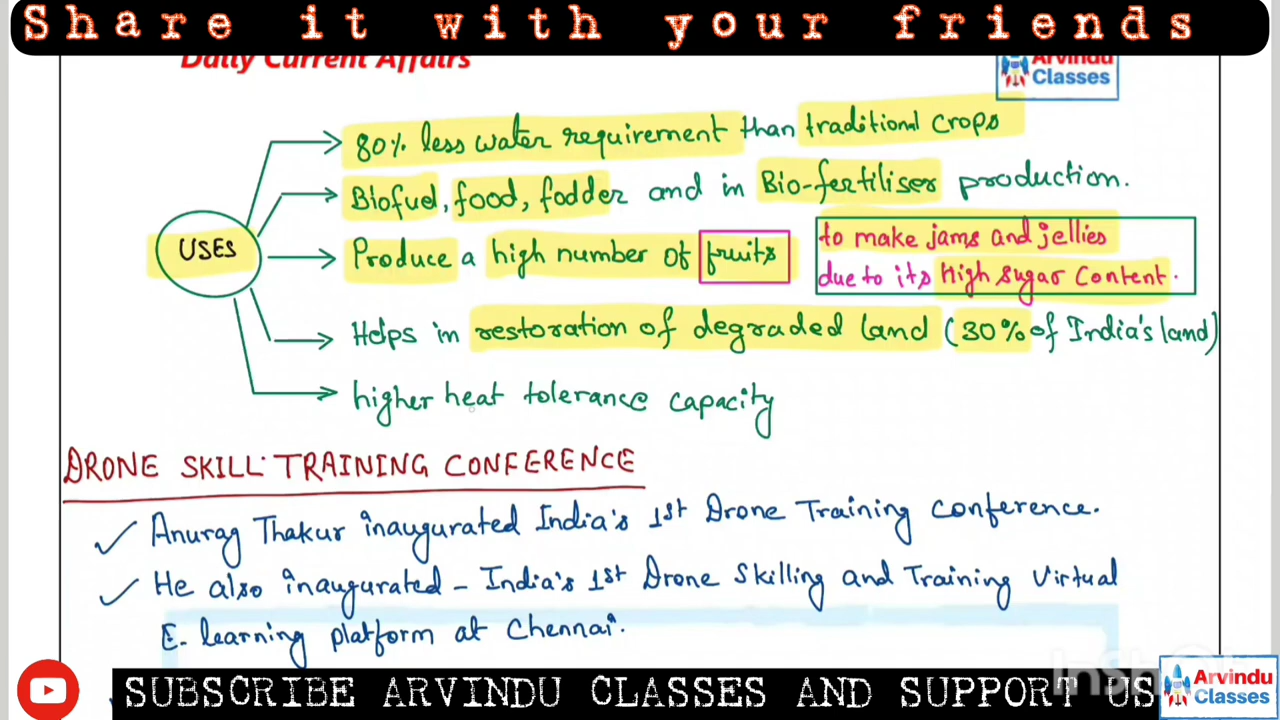 Share it with your friends
Daily Current Affairs
Arvindu
Classes
80% less water requirement than traditional crops
Biofuel, food, fodder and in Bio-fertiliser production.
USES
Produce a high number of fruits
to make jams and jellies
due to its High Sugar Content.
Helps in restoration of degraded land (30% of India's land)
higher heat tolerance capacity
DRONE SKILL TRAINING CONFERENCE
Anurag Thakur inaugurated India's 1st Drone Training conference.
He also inaugurated - India's 1st Drone Skilling and Training Virtual
E-learning platform at Chennai.
SUBSCRIBE ARVINDU CLASSES AND SUPPORT US
Arvindu
Classes